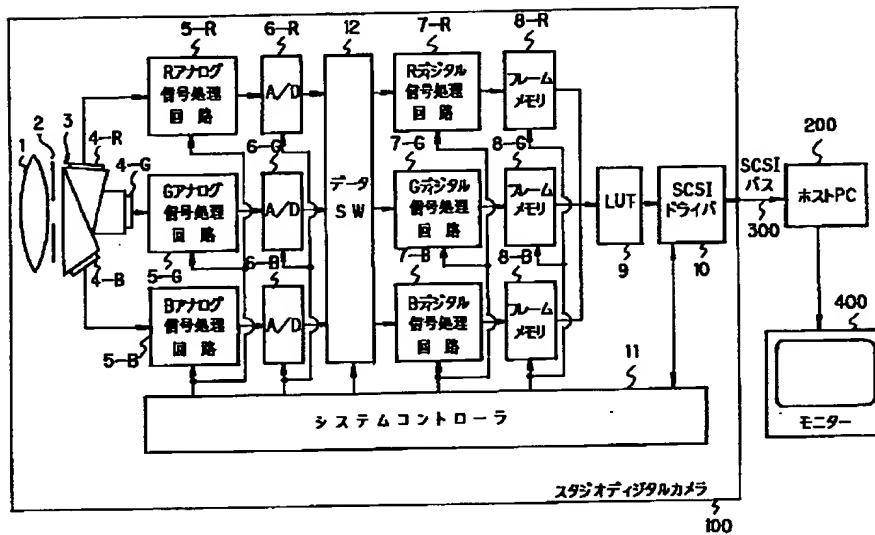 5-R
6-R
12
7-R
8-R
Rアナログ
信号処理
回路
A/D
データ
SW
Rディジタル
信号処理
回路
フレーム
メモリ
1
2
3
4-R
4-G
4-B
6-G
7-G
8-G
Gアナログ
信号処理
回路
A/D
Gディジタル
信号処理
回路
フレーム
メモリ
LUT
9
SCSI
ドライバ
10
SCSI
バス
300
200
ホストPC
5-G
6-B
7-B
8-B
Bアナログ
信号処理
回路
5-B
A/D
Bディジタル
信号処理
回路
フレーム
メモリ
11
400
モニター
システムコントローラ
スタジオディジタルカメラ
100